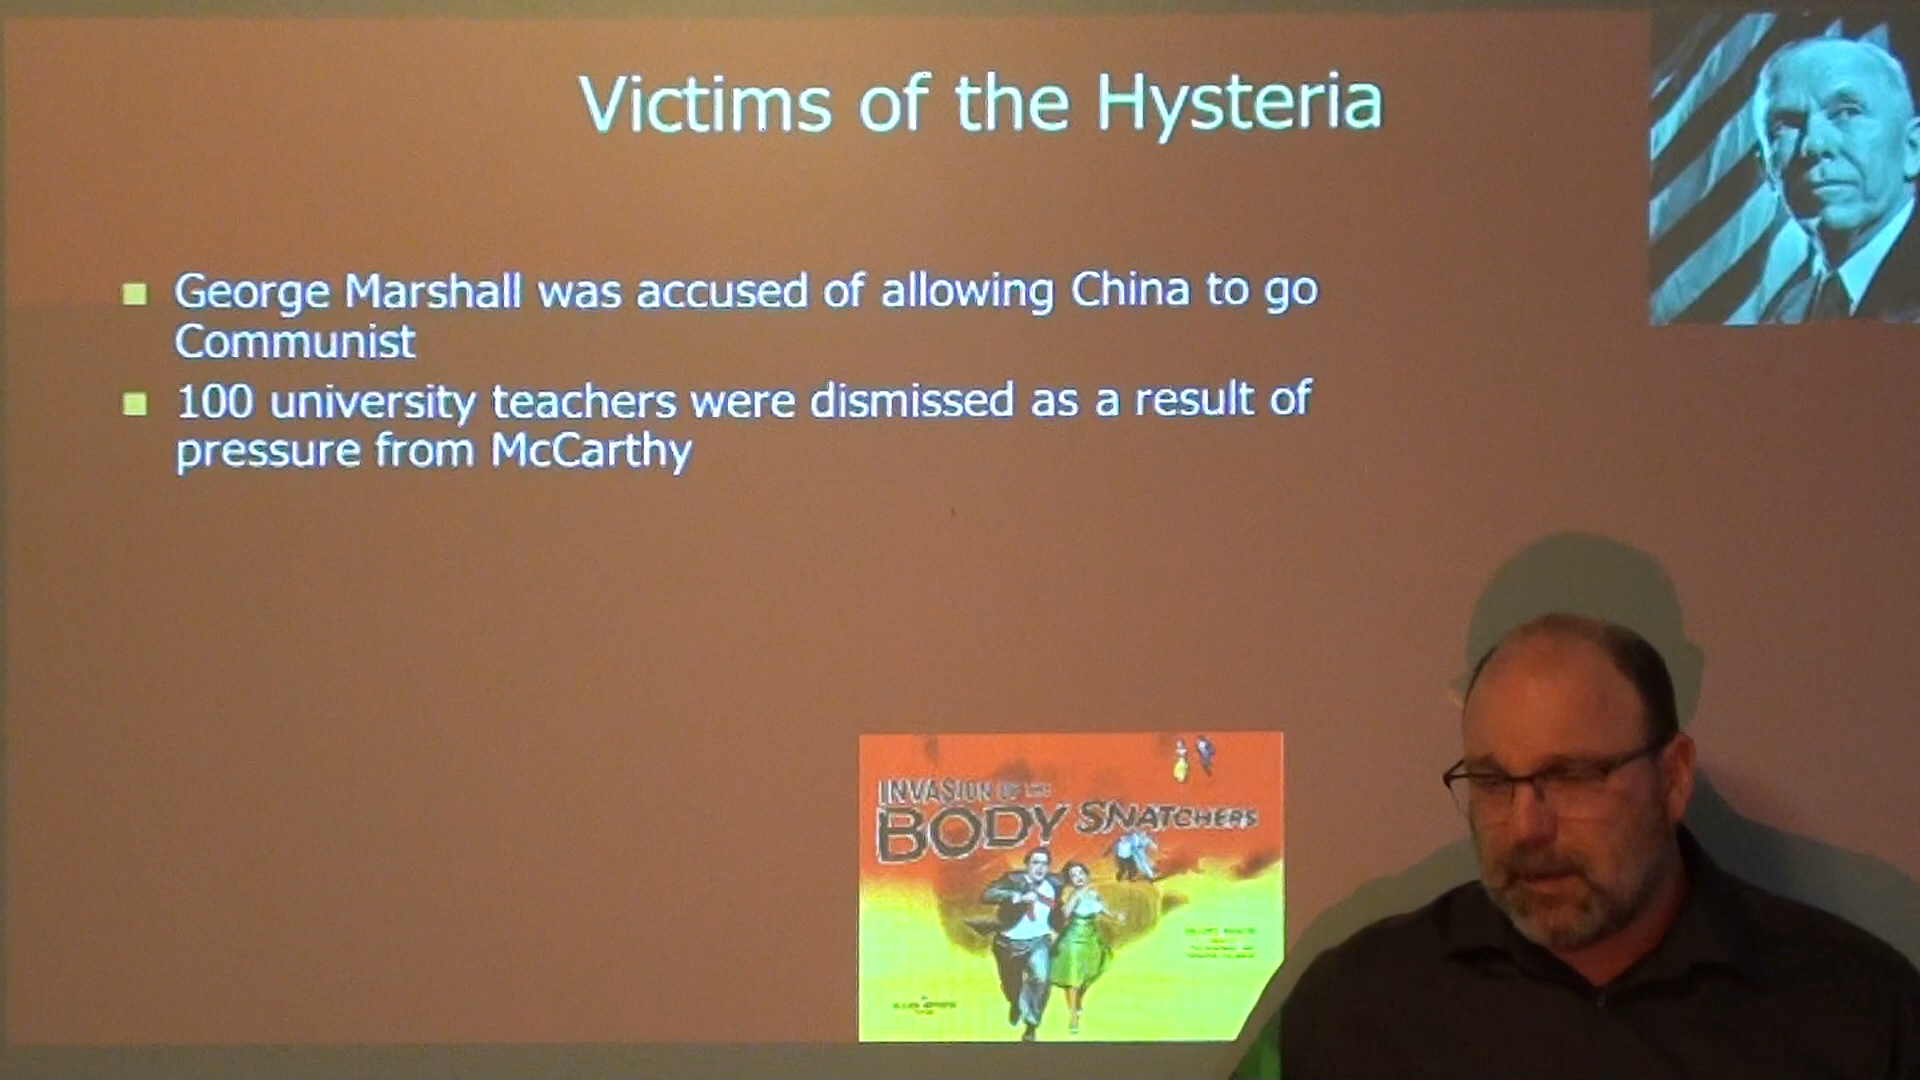 Victims of the Hysteria
George Marshall was accused of allowing China to go
Communist
100 university teachers were dismissed as a result of
pressure from McCarthy
INVASION OF THE
BODY SNATCHERS